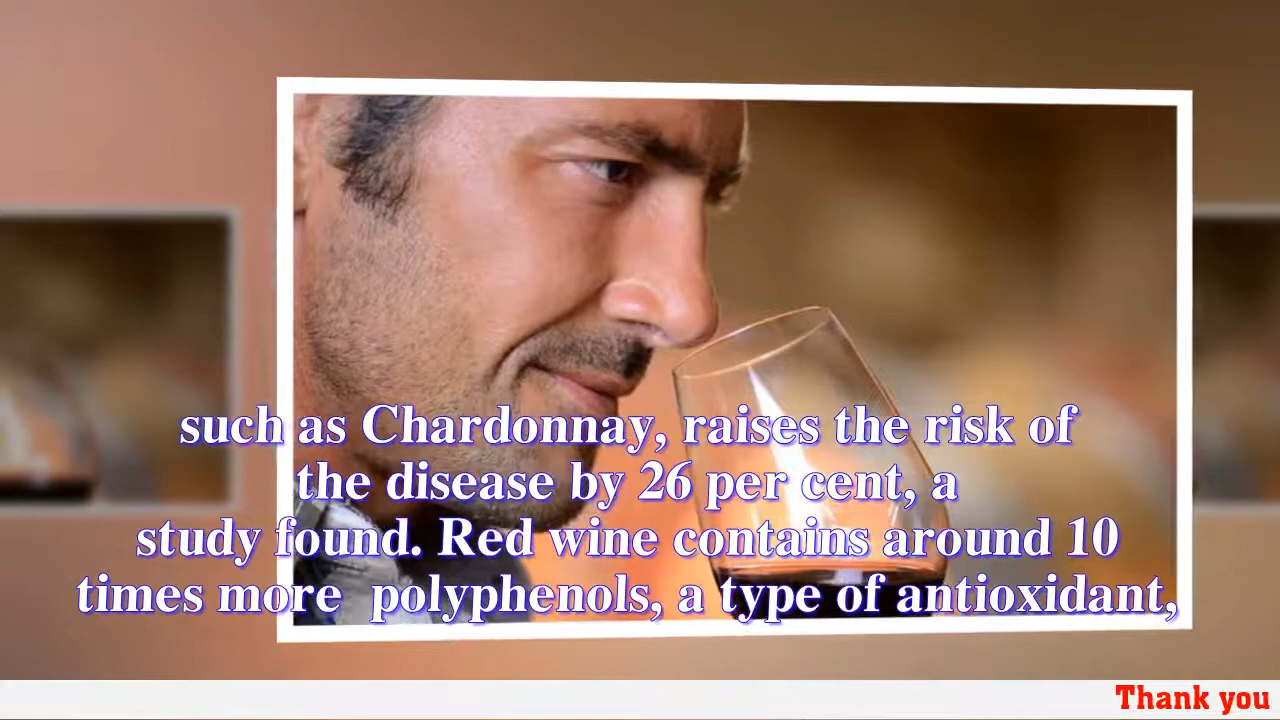 such as Chardonnay, raises the risk of
the disease by 26 per cent, a
study found. Red wine contains around 10
times more polyphenols, a type of antioxidant,
Thank you